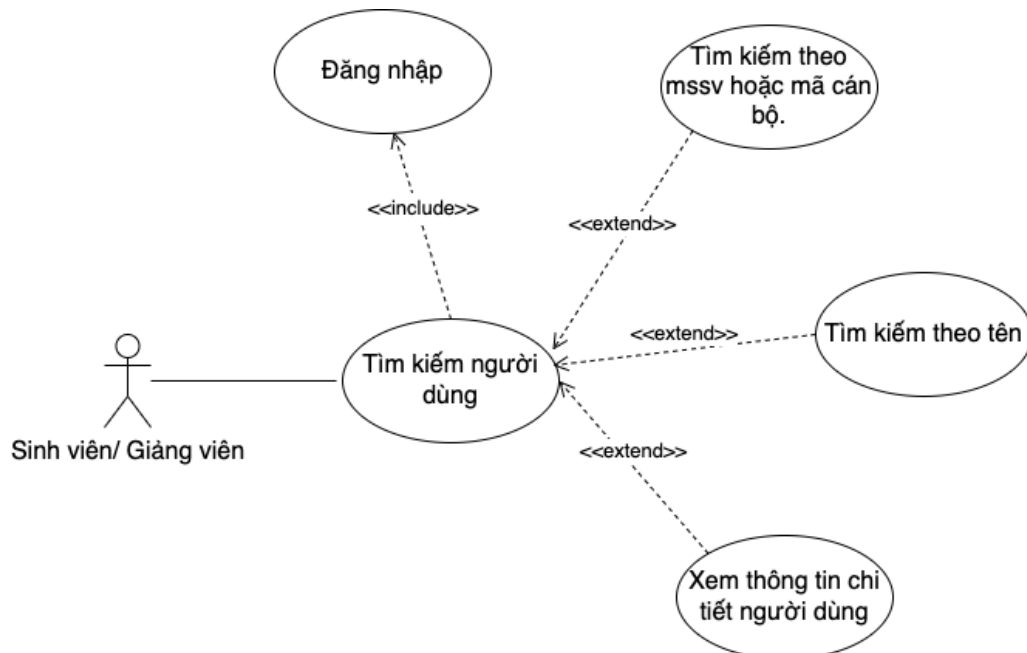 Đăng nhập
Tìm kiếm theo
mssv hoặc mã cán
bộ.
<<include>>
<<extend>>
<<extend>>
Tìm kiếm theo tên
Tìm kiếm người
dùng
Sinh viên/ Giảng viên
<<extend>>
Xem thông tin chi
tiết người dùng